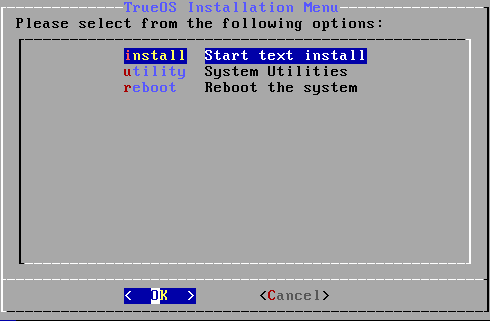 TrueOS Installation Menu
Please select from the following options:
install Start text install
utility System Utilities
reboot Reboot the system
< OK > <Cancel>